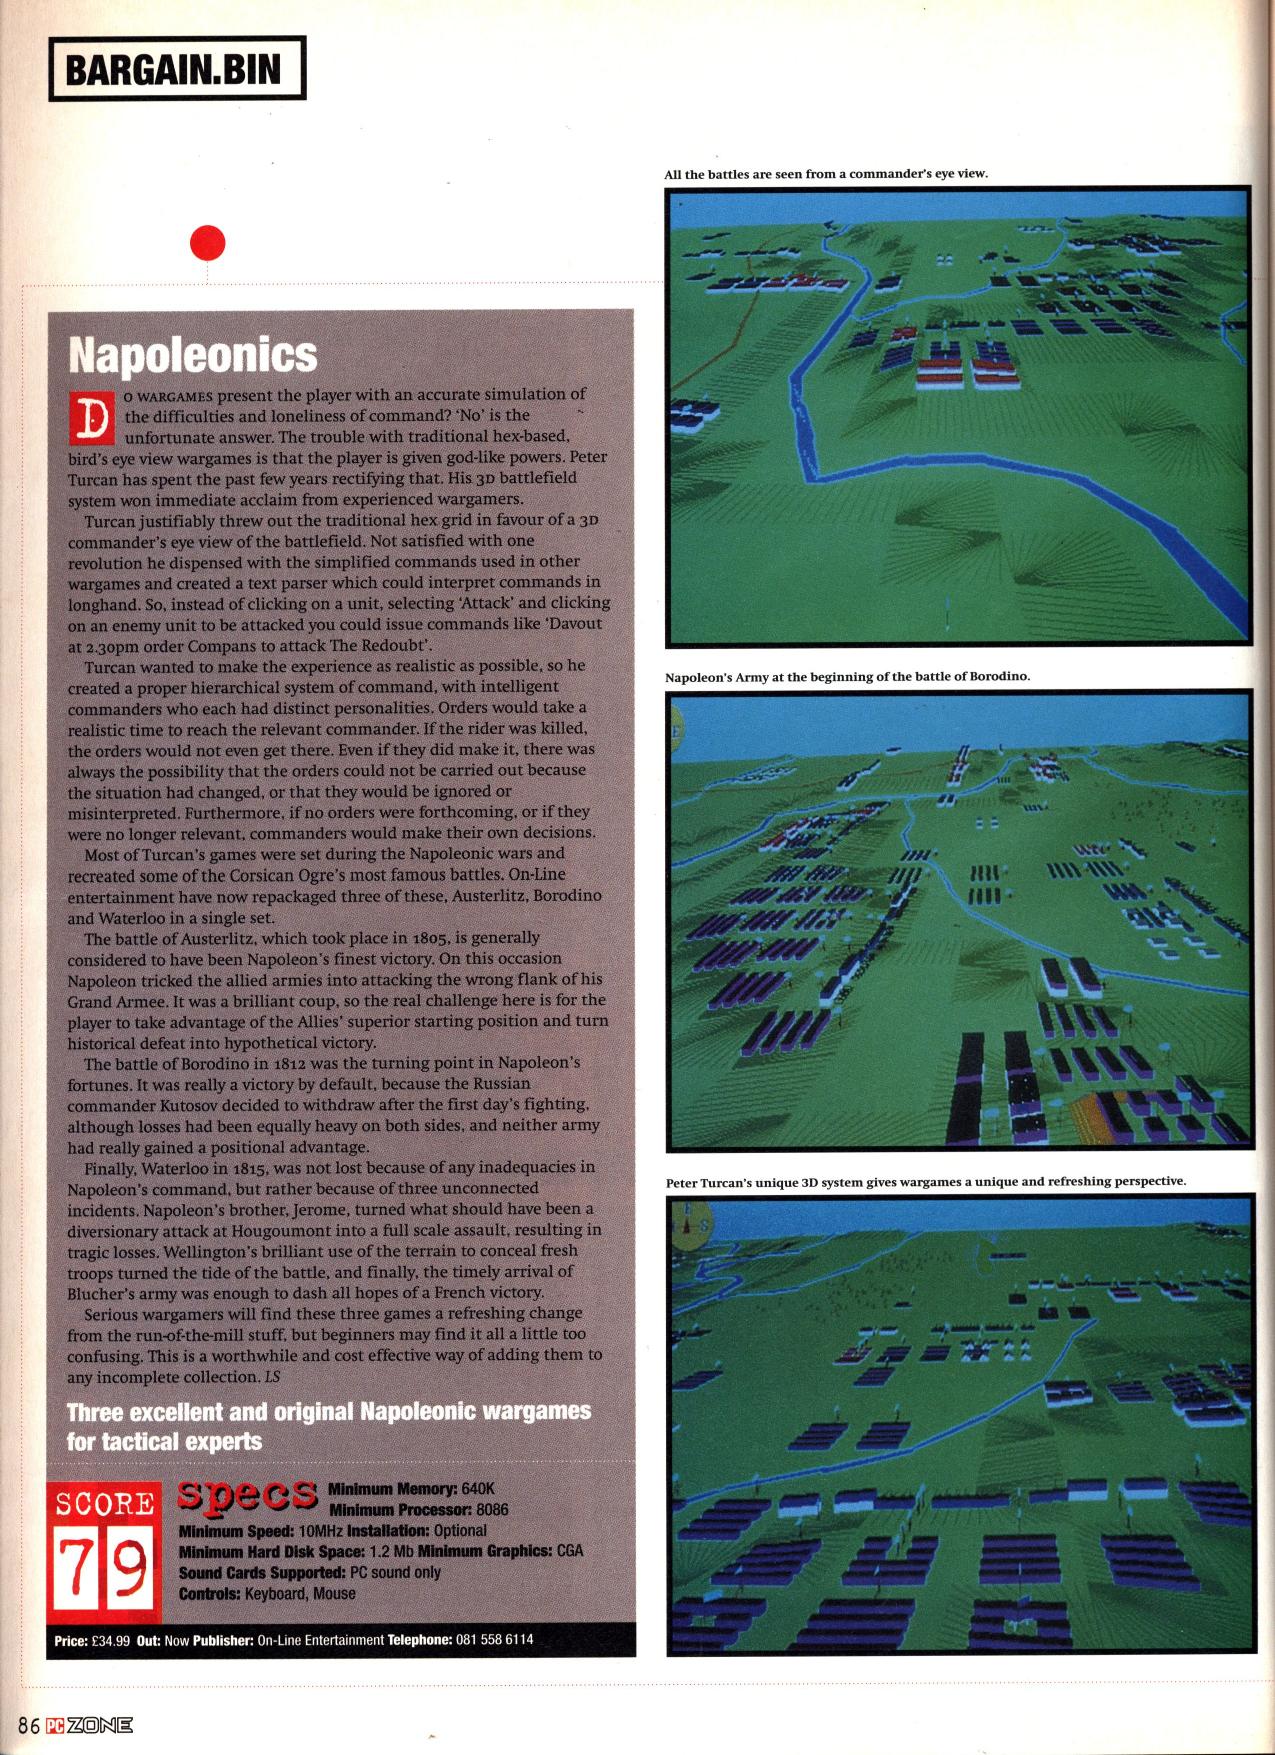 BARGAIN.BIN
All the battles are seen from a commander's eye view.
Napoleonics
DO WARGAMES present the player with an accurate simulation of
the difficulties and loneliness of command? 'No' is the
unfortunate answer. The trouble with traditional hex-based,
bird's eye view wargames is that the player is given god-like powers. Peter
Turcan has spent the past few years rectifying that. His 3D battlefield
system won immediate acclaim from experienced wargamers.
Turcan justifiably threw out the traditional hex grid in favour of a 3D
commander's eye view of the battlefield. Not satisfied with one
revolution he dispensed with the simplified commands used in other
wargames and created a text parser which could interpret commands in
longhand. So, instead of clicking on a unit, selecting 'Attack' and clicking
on an enemy unit to be attacked you could issue commands like 'Davout
at 2.30pm order Compans to attack The Redoubt'.
Turcan wanted to make the experience as realistic as possible, so he
created a proper hierarchical system of command, with intelligent
commanders who each had distinct personalities. Orders would take a
realistic time to reach the relevant commander. If the rider was killed,
the orders would not even get there. Even if they did make it, there was
always the possibility that the orders could not be carried out because
the situation had changed, or that they would be ignored or
misinterpreted. Furthermore, if no orders were forthcoming, or if they
were no longer relevant, commanders would make their own decisions.
Most of Turcan's games were set during the Napoleonic wars and
recreated some of the Corsican Ogre's most famous battles. On-Line
entertainment have now repackaged three of these, Austerlitz, Borodino
and Waterloo in a single set.
The battle of Austerlitz, which took place in 1805, is generally
considered to have been Napoleon's finest victory. On this occasion
Napoleon tricked the allied armies into attacking the wrong flank of his
Grand Armee. It was a brilliant coup, so the real challenge here is for the
player to take advantage of the Allies' superior starting position and turn
historical defeat into hypothetical victory.
The battle of Borodino in 1812 was the turning point in Napoleon's
fortunes. It was really a victory by default, because the Russian
commander Kutosov decided to withdraw after the first day's fighting,
although losses had been equally heavy on both sides, and neither army
had really gained a positional advantage.
Finally, Waterloo in 1815, was not lost because of any inadequacies in
Napoleon's command, but rather because of three unconnected
incidents. Napoleon's brother, Jerome, turned what should have been a
diversionary attack at Hougoumont into a full scale assault, resulting in
tragic losses. Wellington's brilliant use of the terrain to conceal fresh
troops turned the tide of the battle, and finally, the timely arrival of
Blucher's army was enough to dash all hopes of a French victory.
Serious wargamers will find these three games a refreshing change
from the run-of-the-mill stuff, but beginners may find it all a little too
confusing. This is a worthwhile and cost effective way of adding them to
any incomplete collection. LS
Three excellent and original Napoleonic wargames
for tactical experts
SCORE
79
specs
Minimum Memory: 640K
Minimum Processor: 8086
Minimum Speed: 10MHz Installation: Optional
Minimum Hard Disk Space: 1.2 Mb Minimum Graphics: CGA
Sound Cards Supported: PC sound only
Controls: Keyboard, Mouse
Price: £34.99 Out: Now Publisher: On-Line Entertainment Telephone: 081 558 6114
Napoleon's Army at the beginning of the battle of Borodino.
E
Peter Turcan's unique 3D system gives wargames a unique and refreshing perspective.
E
S
86 PC ZONE